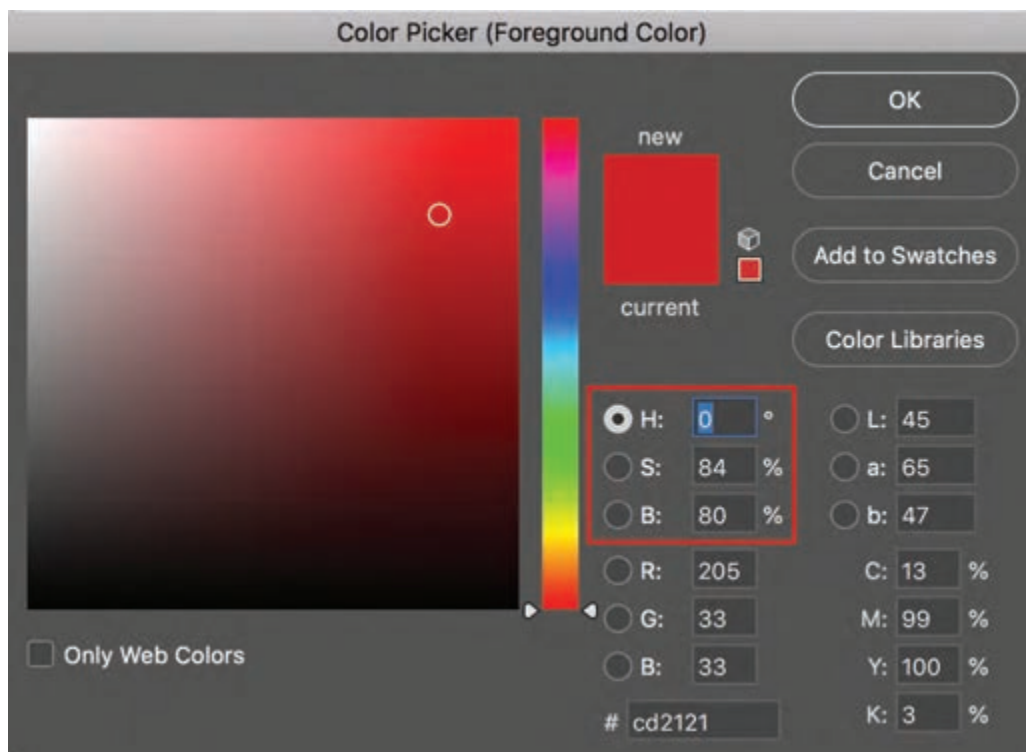 Color Picker (Foreground Color)
new
current
OK
Cancel
Add to Swatches
Color Libraries
H: 0 °
S: 84 %
B: 80 %
R: 205
G: 33
B: 33
# cd2121
L: 45
a: 65
b: 47
C: 13 %
M: 99 %
Y: 100 %
K: 3 %
Only Web Colors